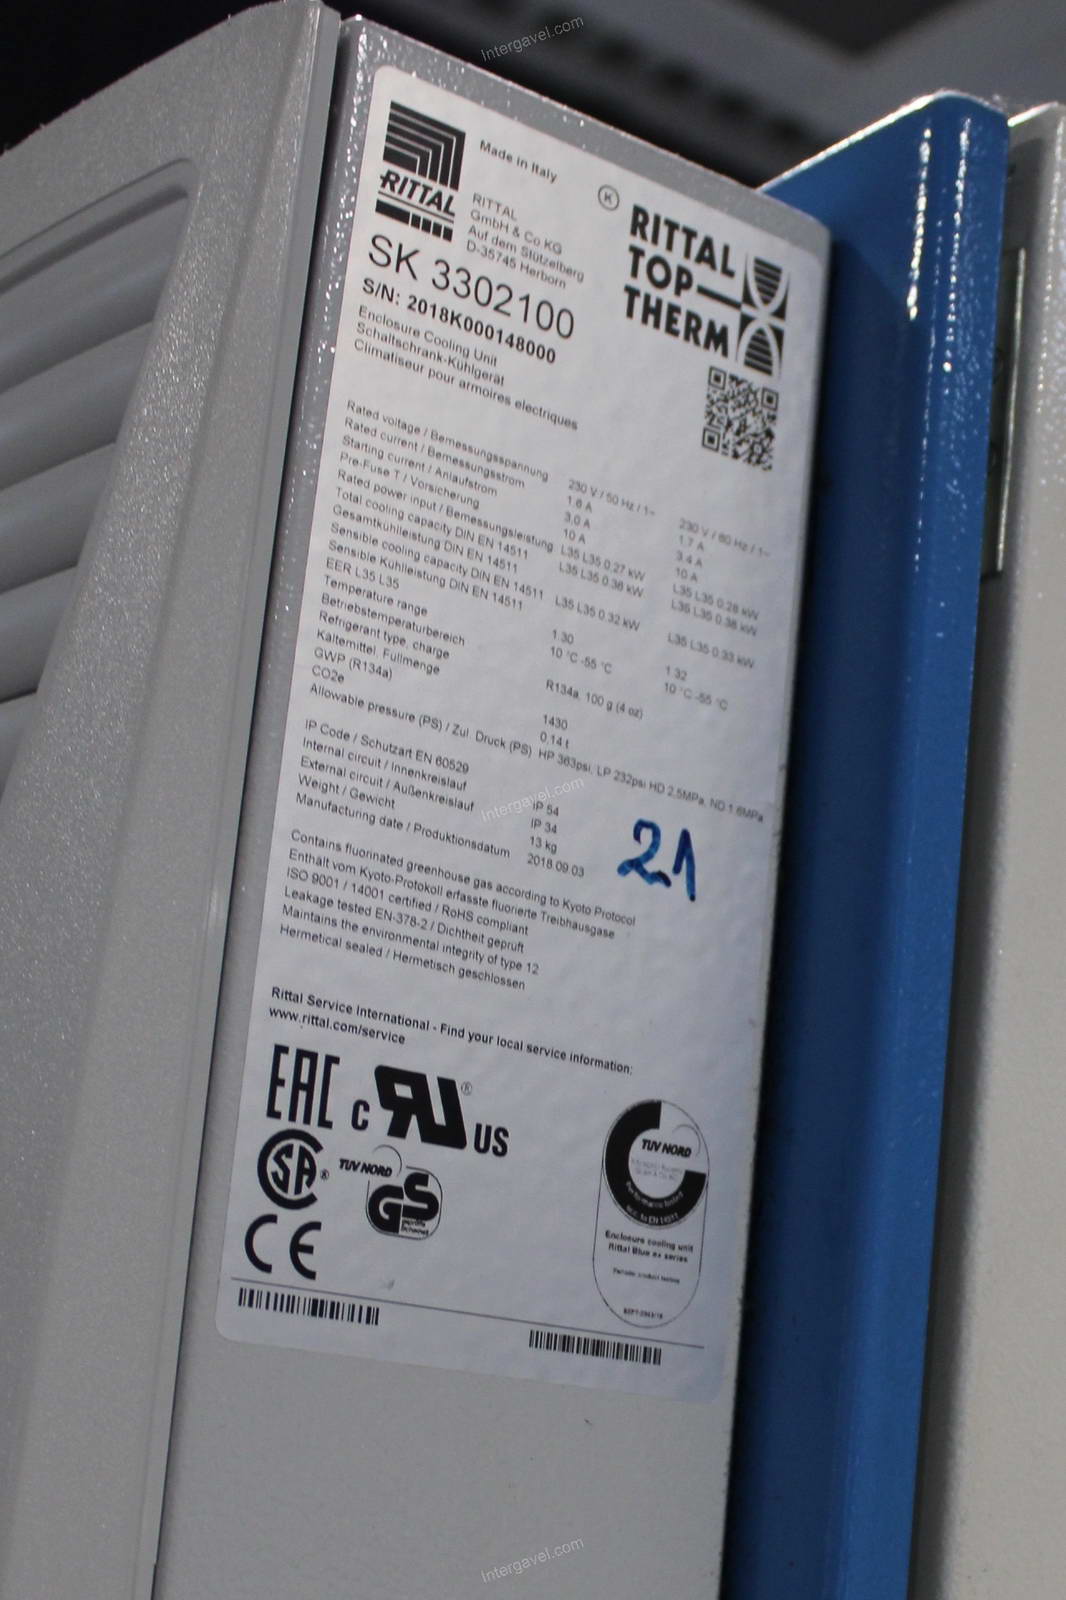 Intergavel.com
RITTAL
Made in Italy
RITTAL
GmbH & Co KG
Auf dem Stützelberg
D-35745 Herborn
K
RITTAL
TOP-
THERM
SK 3302100
S/N: 2018K000148000
Enclosure Cooling Unit
Schaltschrank-Kühlgerät
Climatiseur pour armoires electriques
Rated voltage / Bemessungsspannung 230 V / 50 Hz / 1~ 230 V / 60 Hz / 1~
Rated current / Bemessungsstrom 1.6 A 1.7 A
Starting current / Anlaufstrom 3.0 A 3.4 A
Pre-Fuse T / Vorsicherung 10 A 10 A
Rated power input / Bemessungsleistung L35 L35 0.27 kW L35 L35 0.28 kW
Total cooling capacity DIN EN 14511 L35 L35 0.36 kW L35 L35 0.38 kW
Gesamtkühlleistung DIN EN 14511
Sensible cooling capacity DIN EN 14511 L35 L35 0.32 kW L35 L35 0.33 kW
Sensible Kühlleistung DIN EN 14511
EER L35 L35 1.30 1.32
Temperature range 10 °C -55 °C 10 °C -55 °C
Betriebstemperaturbereich
Refrigerant type, charge R134a, 100 g (4 oz)
Kältemittel, Füllmenge
GWP (R134a) 1430
CO2e 0,14 t
Allowable pressure (PS) / Zul. Druck (PS) HP 363psi, LP 232psi HD 2.5MPa, ND 1.6MPa
IP Code / Schutzart EN 60529
Internal circuit / Innenkreislauf IP 54
External circuit / Außenkreislauf IP 34
Weight / Gewicht 13 kg
Manufacturing date / Produktionsdatum 2018.09.03
21
Contains fluorinated greenhouse gas according to Kyoto Protocol
Enthält vom Kyoto-Protokoll erfasste fluorierte Treibhausgase
ISO 9001 / 14001 certified / RoHS compliant
Leakage tested EN-378-2 / Dichtheit geprüft
Maintains the environmental integrity of type 12
Hermetical sealed / Hermetisch geschlossen
Intergavel.com
Rittal Service International - Find your local service information:
www.rittal.com/service
EAC
c RU ® US
SA ®
TUV NORD
GS
CE
TUV NORD
Enclosure cooling unit
Rittal Blue e+ series
Intergavel.com